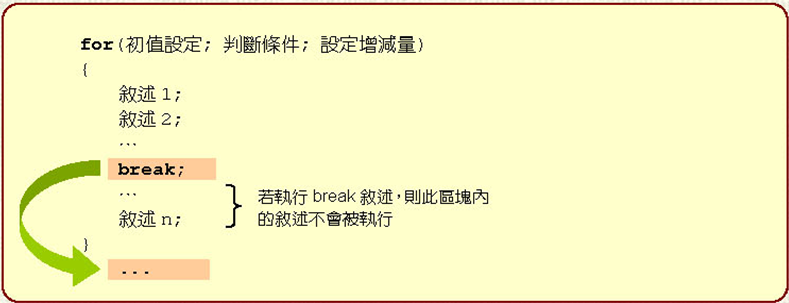 for(初值設定; 判斷條件; 設定增減量)
{
敘述 1;
敘述 2;
…
break;
…
敘述 n;
}
...
若執行 break 敘述，則此區塊內
的敘述不會被執行